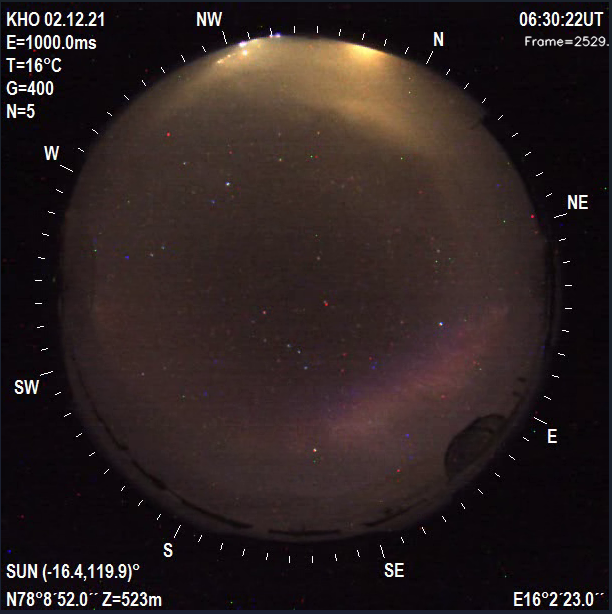 KHO 02.12.21
E=1000.0ms
T=16°C
G=400
N=5
NW
N
06:30:22UT
Frame=2529.
W
NE
SW
E
S
SE
SUN (-16.4,119.9)°
N78°8´52.0´´ Z=523m
E16°2´23.0´´